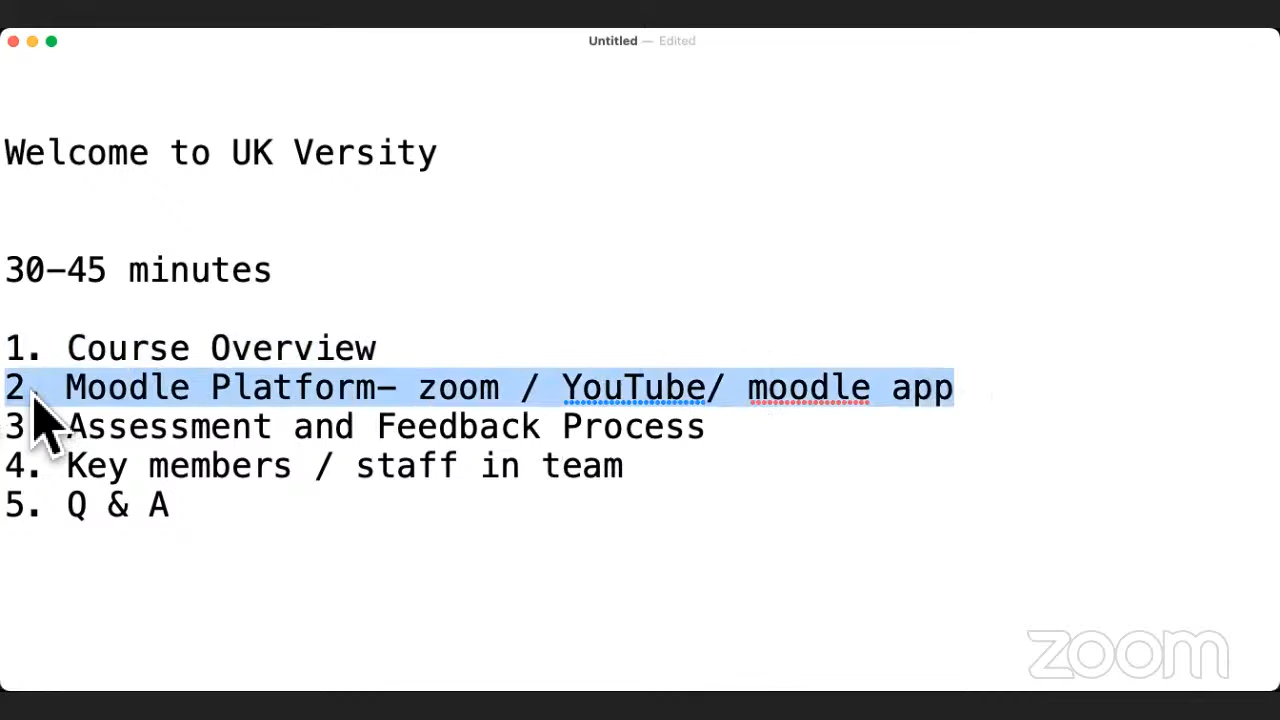 Untitled — Edited
Welcome to UK Versity
30-45 minutes
1. Course Overview
2. Moodle Platform- zoom / YouTube/ moodle app
3. Assessment and Feedback Process
4. Key members / staff in team
5. Q & A
zoom